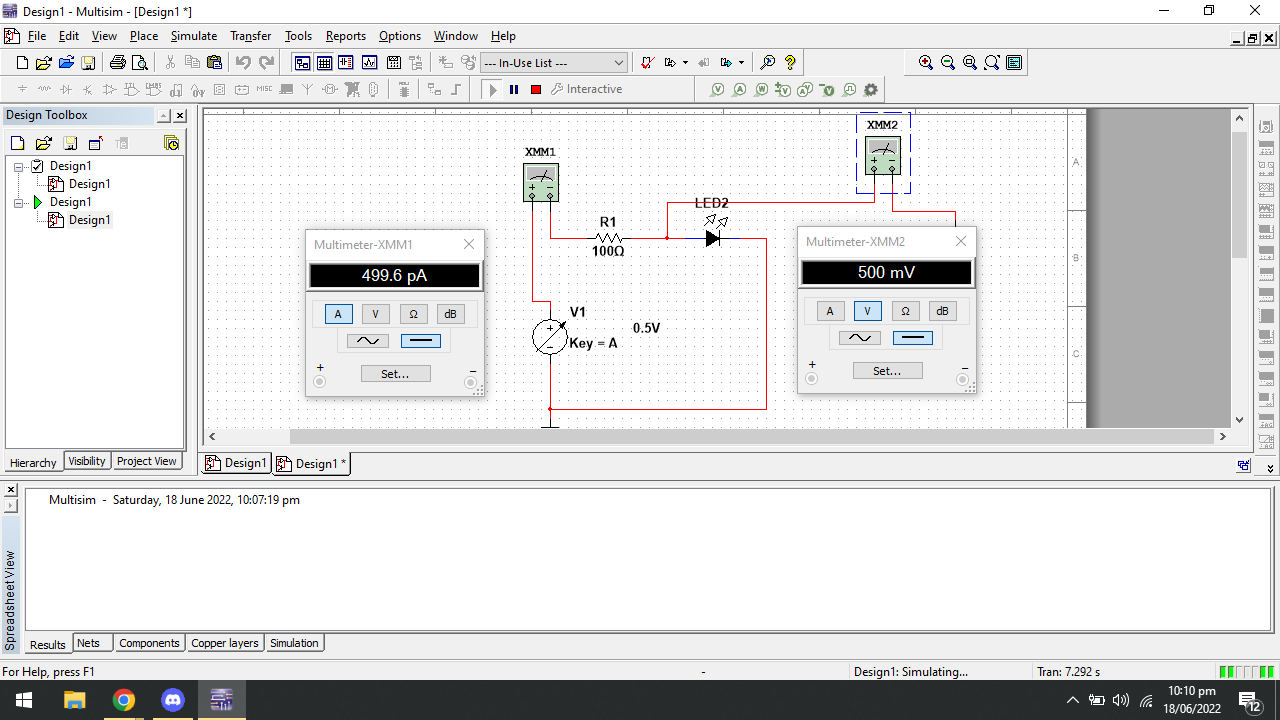 Design1 - Multisim - [Design1 *]
File Edit View Place Simulate Transfer Tools Reports Options Window Help
--- In-Use List ---
MISC
Interactive
Design Toolbox
Design1
Design1
Design1
Design1
XMM1
XMM2
LED2
R1
100Ω
V1
0.5V
Key = A
A
B
C
Multimeter-XMM1
499.6 pA
A V Ω dB
+ Set... −
Multimeter-XMM2
500 mV
A V Ω dB
+ Set... −
Hierarchy Visibility Project View
Design1 Design1 *
Spreadsheet View
Multisim - Saturday, 18 June 2022, 10:07:19 pm
Results Nets Components Copper layers Simulation
For Help, press F1 - Design1: Simulating... Tran: 7.292 s
10:10 pm
18/06/2022
12